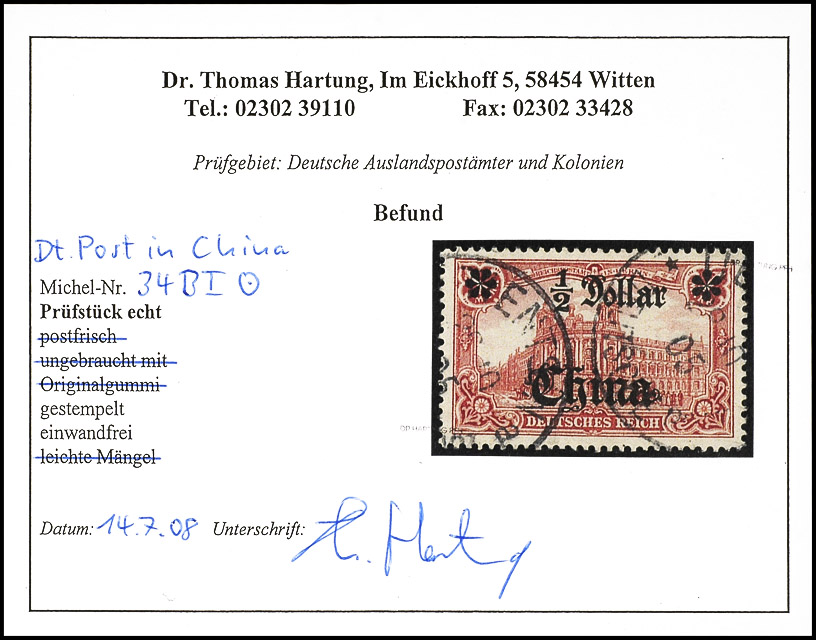 Dr. Thomas Hartung, Im Eickhoff 5, 58454 Witten
Tel.: 02302 39110 Fax: 02302 33428
Prüfgebiet: Deutsche Auslandspostämter und Kolonien
Befund
Dt. Post in China
Michel-Nr. 34 B I ⊙
Prüfstück echt
postfrisch
ungebraucht mit
Originalgummi
gestempelt
einwandfrei
leichte Mängel
1/2 Dollar
China
DEUTSCHES REICH
Datum: 14.7.08 Unterschrift: Hartung